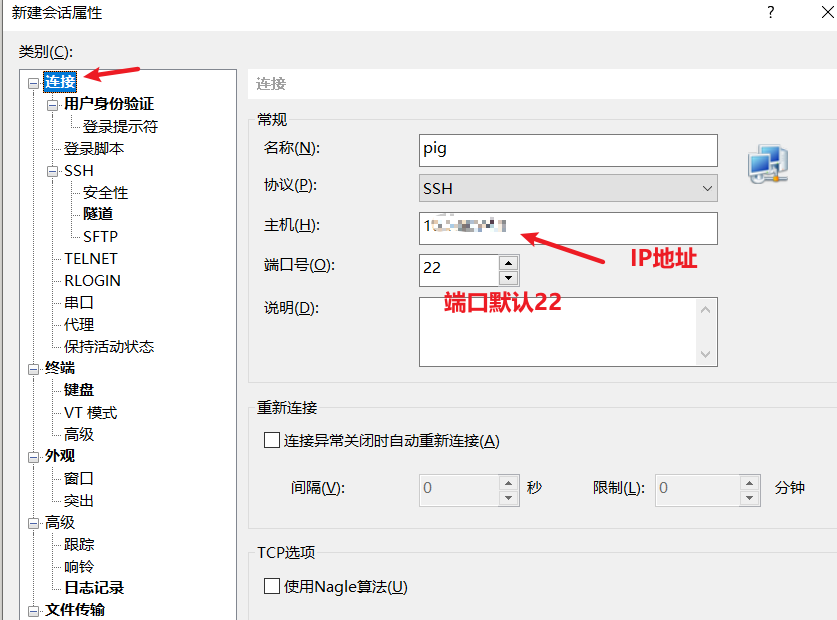 新建会话属性
类别(C):
连接
用户身份验证
登录提示符
登录脚本
SSH
安全性
隧道
SFTP
TELNET
RLOGIN
串口
代理
保持活动状态
终端
键盘
VT 模式
高级
外观
窗口
突出
高级
跟踪
响铃
日志记录
文件传输
连接
常规
名称(N): pig
协议(P): SSH
主机(H): 1
IP地址
端口号(O): 22
端口默认22
说明(D):
重新连接
连接异常关闭时自动重新连接(A)
间隔(V): 0 秒 限制(L): 0 分钟
TCP选项
使用Nagle算法(U)